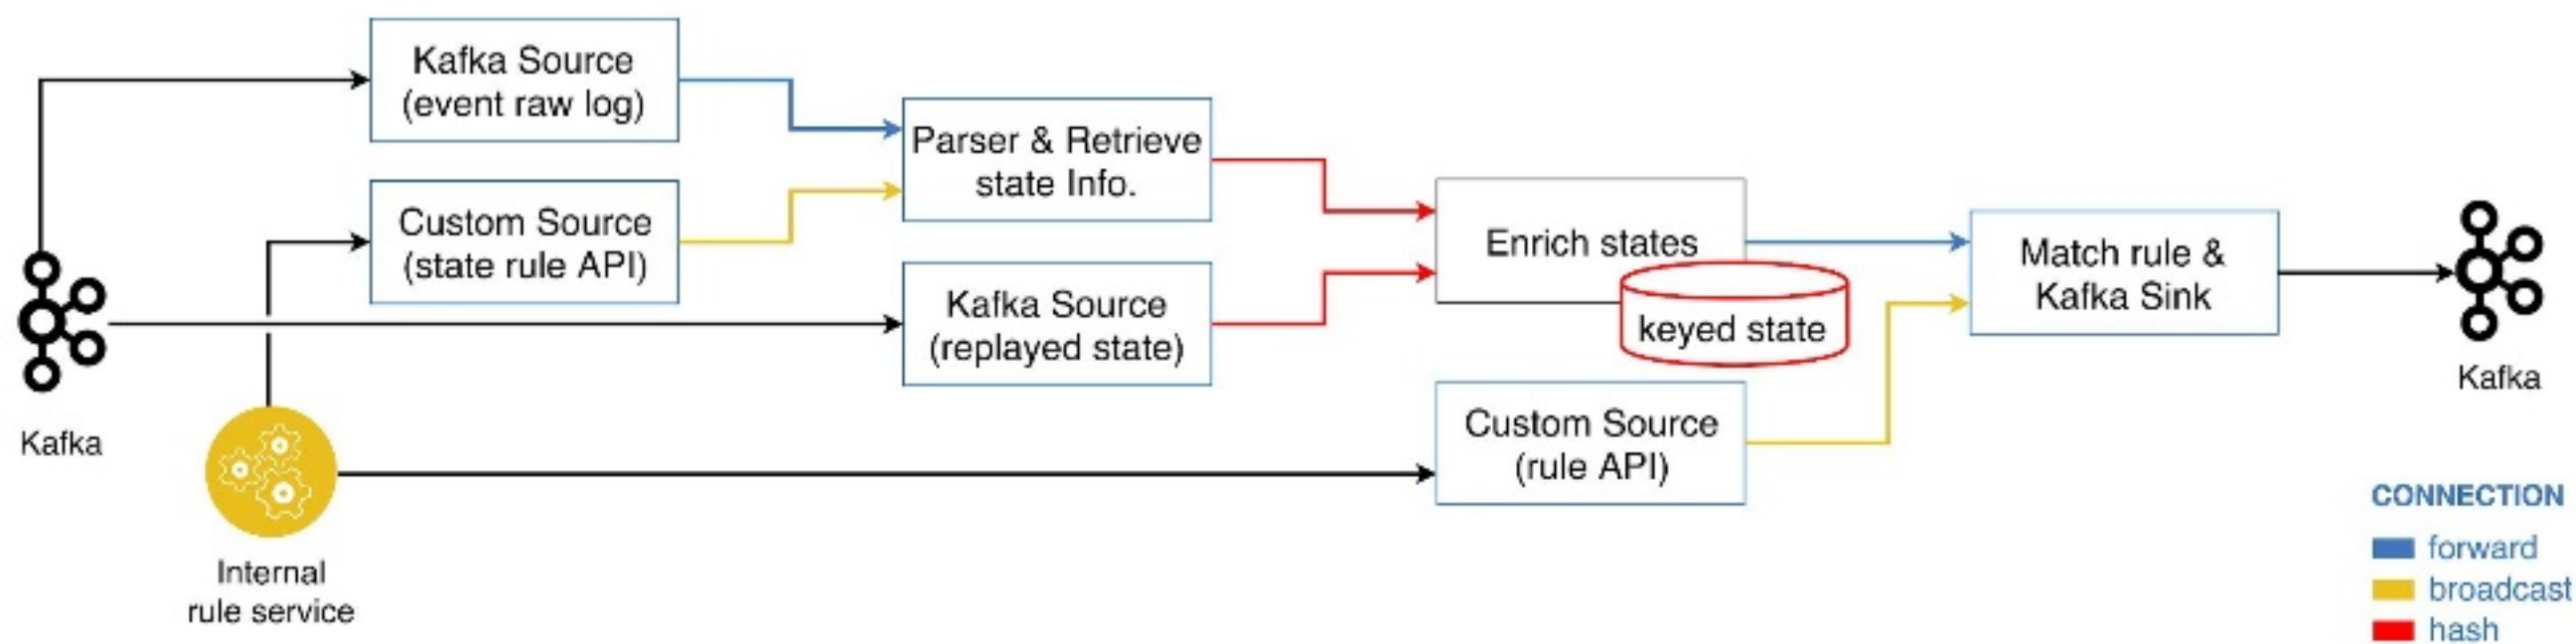 Kafka Source
(event raw log)
Custom Source
(state rule API)
Parser & Retrieve
state Info.
Kafka Source
(replayed state)
Enrich states
keyed state
Custom Source
(rule API)
Match rule &
Kafka Sink
Kafka
Kafka
Internal
rule service
CONNECTION
forward
broadcast
hash